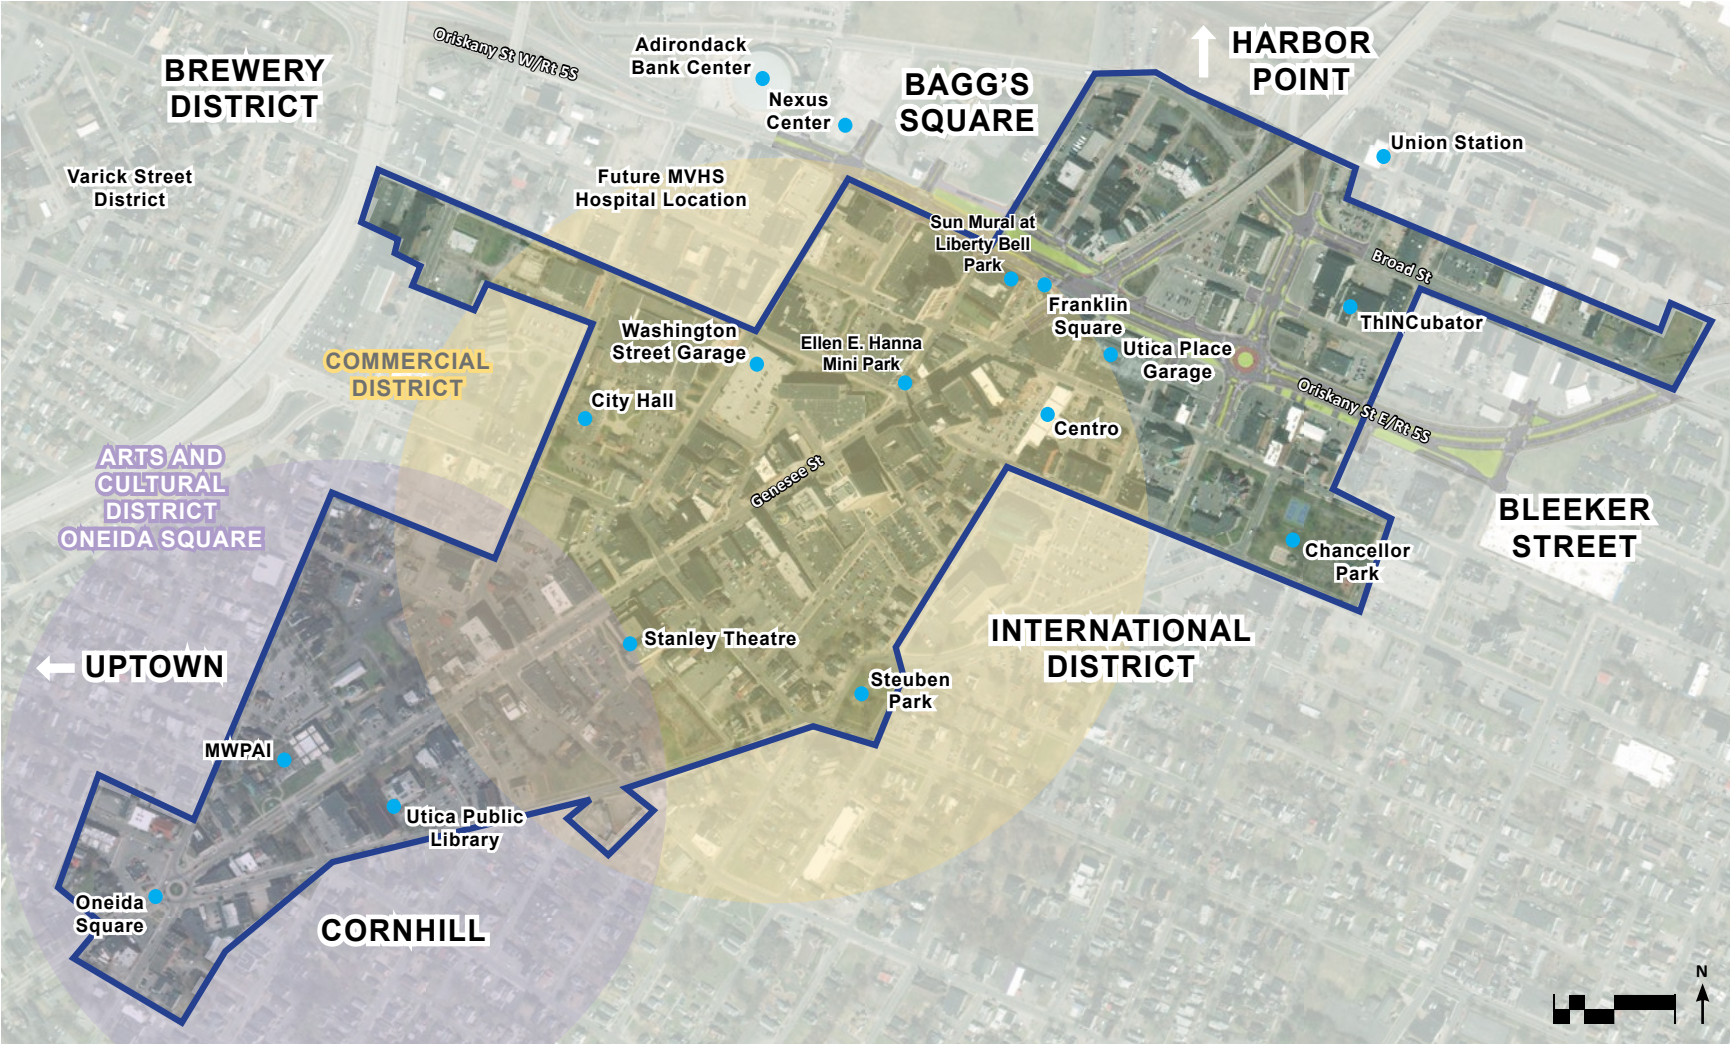 Oriskany St W/Rt 5S
Adirondack
Bank Center
Nexus
Center
BREWERY
DISTRICT
BAGG'S
SQUARE
HARBOR
POINT
Union Station
Varick Street
District
Future MVHS
Hospital Location
Sun Mural at
Liberty Bell
Park
Broad St
Franklin
Square
ThINCubator
Washington
Street Garage
Ellen E. Hanna
Mini Park
Utica Place
Garage
COMMERCIAL
DISTRICT
City Hall
Centro
Oriskany St E/Rt 5S
ARTS AND
CULTURAL
DISTRICT
ONEIDA SQUARE
Genesee St
BLEEKER
STREET
Chancellor
Park
UPTOWN
Stanley Theatre
INTERNATIONAL
DISTRICT
Steuben
Park
MWPAI
Utica Public
Library
Oneida
Square
CORNHILL
N